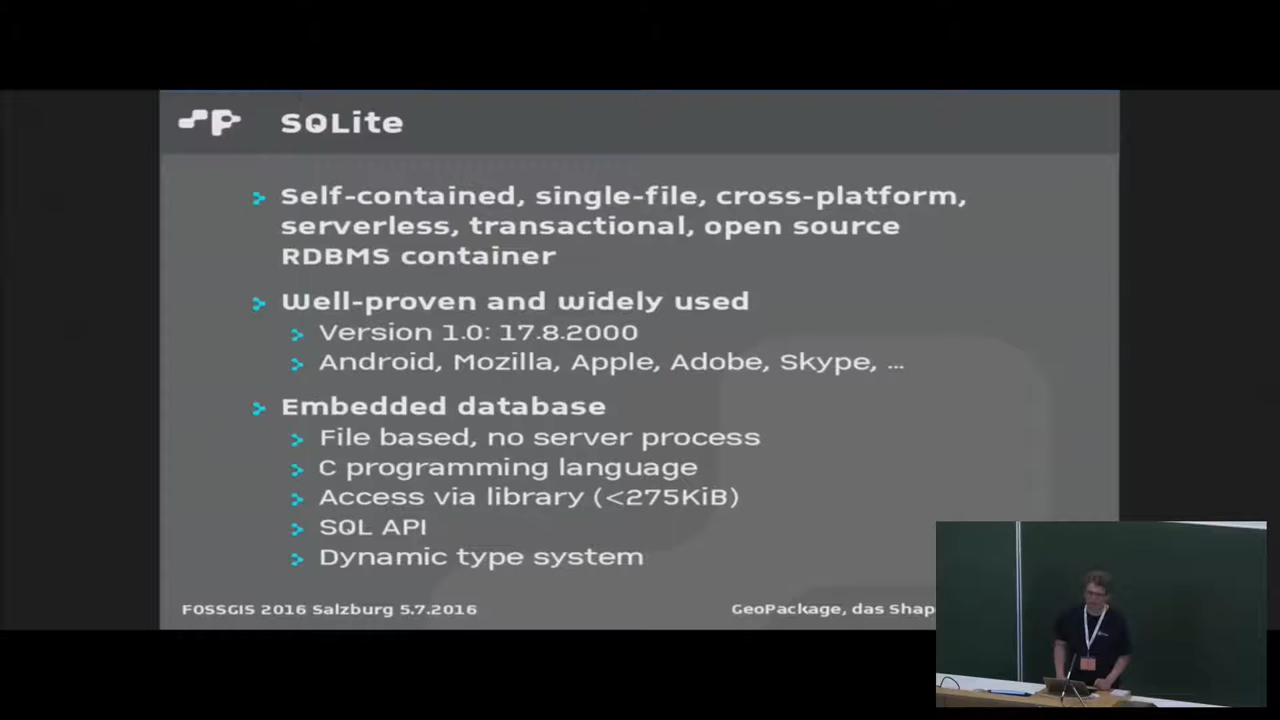 SQLite
Self-contained, single-file, cross-platform,
serverless, transactional, open source
RDBMS container
Well-proven and widely used
Version 1.0: 17.8.2000
Android, Mozilla, Apple, Adobe, Skype, ...
Embedded database
File based, no server process
C programming language
Access via library (<275KiB)
SQL API
Dynamic type system
FOSSGIS 2016 Salzburg 5.7.2016
GeoPackage, das